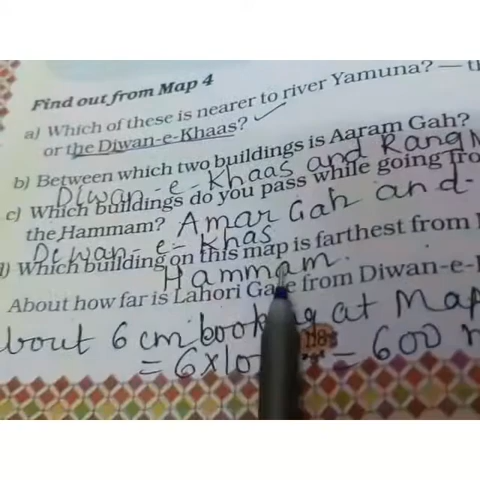 Find out from Map 4
a) Which of these is nearer to river Yamuna? — th
or the Diwan-e-Khaas?
b) Between which two buildings is Aaram Gah?
Diwan-e-Khaas and Rang
c) Which buildings do you pass while going fro
the Hammam? Amar Gah and
Diwan-e-Khas
Which building on this map is farthest from
Hammam.
About how far is Lahori Gate from Diwan-e-
bout 6 cm at Map
= 6x10 = 600
118